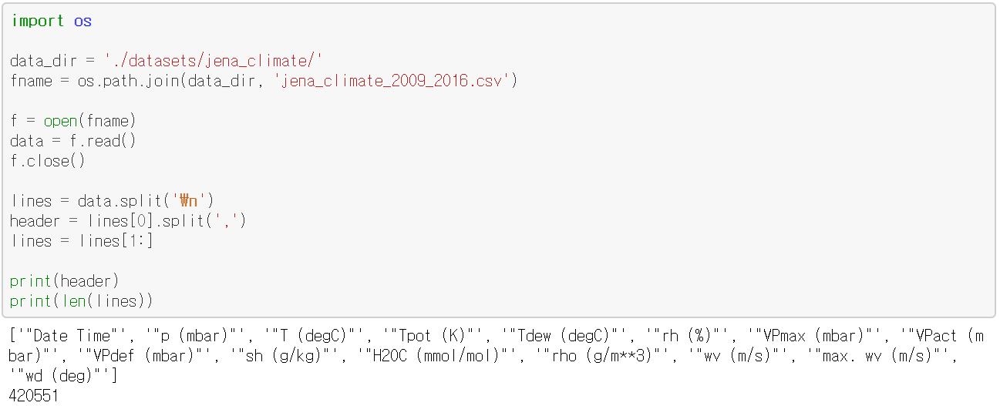 import os

data_dir = './datasets/jena_climate/'
fname = os.path.join(data_dir, 'jena_climate_2009_2016.csv')

f = open(fname)
data = f.read()
f.close()

lines = data.split('₩n')
header = lines[0].split(',')
lines = lines[1:]

print(header)
print(len(lines))
['"Date Time"', '"p (mbar)"', '"T (degC)"', '"Tpot (K)"', '"Tdew (degC)"', '"rh (%)"', '"VPmax (mbar)"', '"VPact (m
bar)"', '"VPdef (mbar)"', '"sh (g/kg)"', '"H2OC (mmol/mol)"', '"rho (g/m**3)"', '"wv (m/s)"', '"max. wv (m/s)"',
'"wd (deg)"']
420551